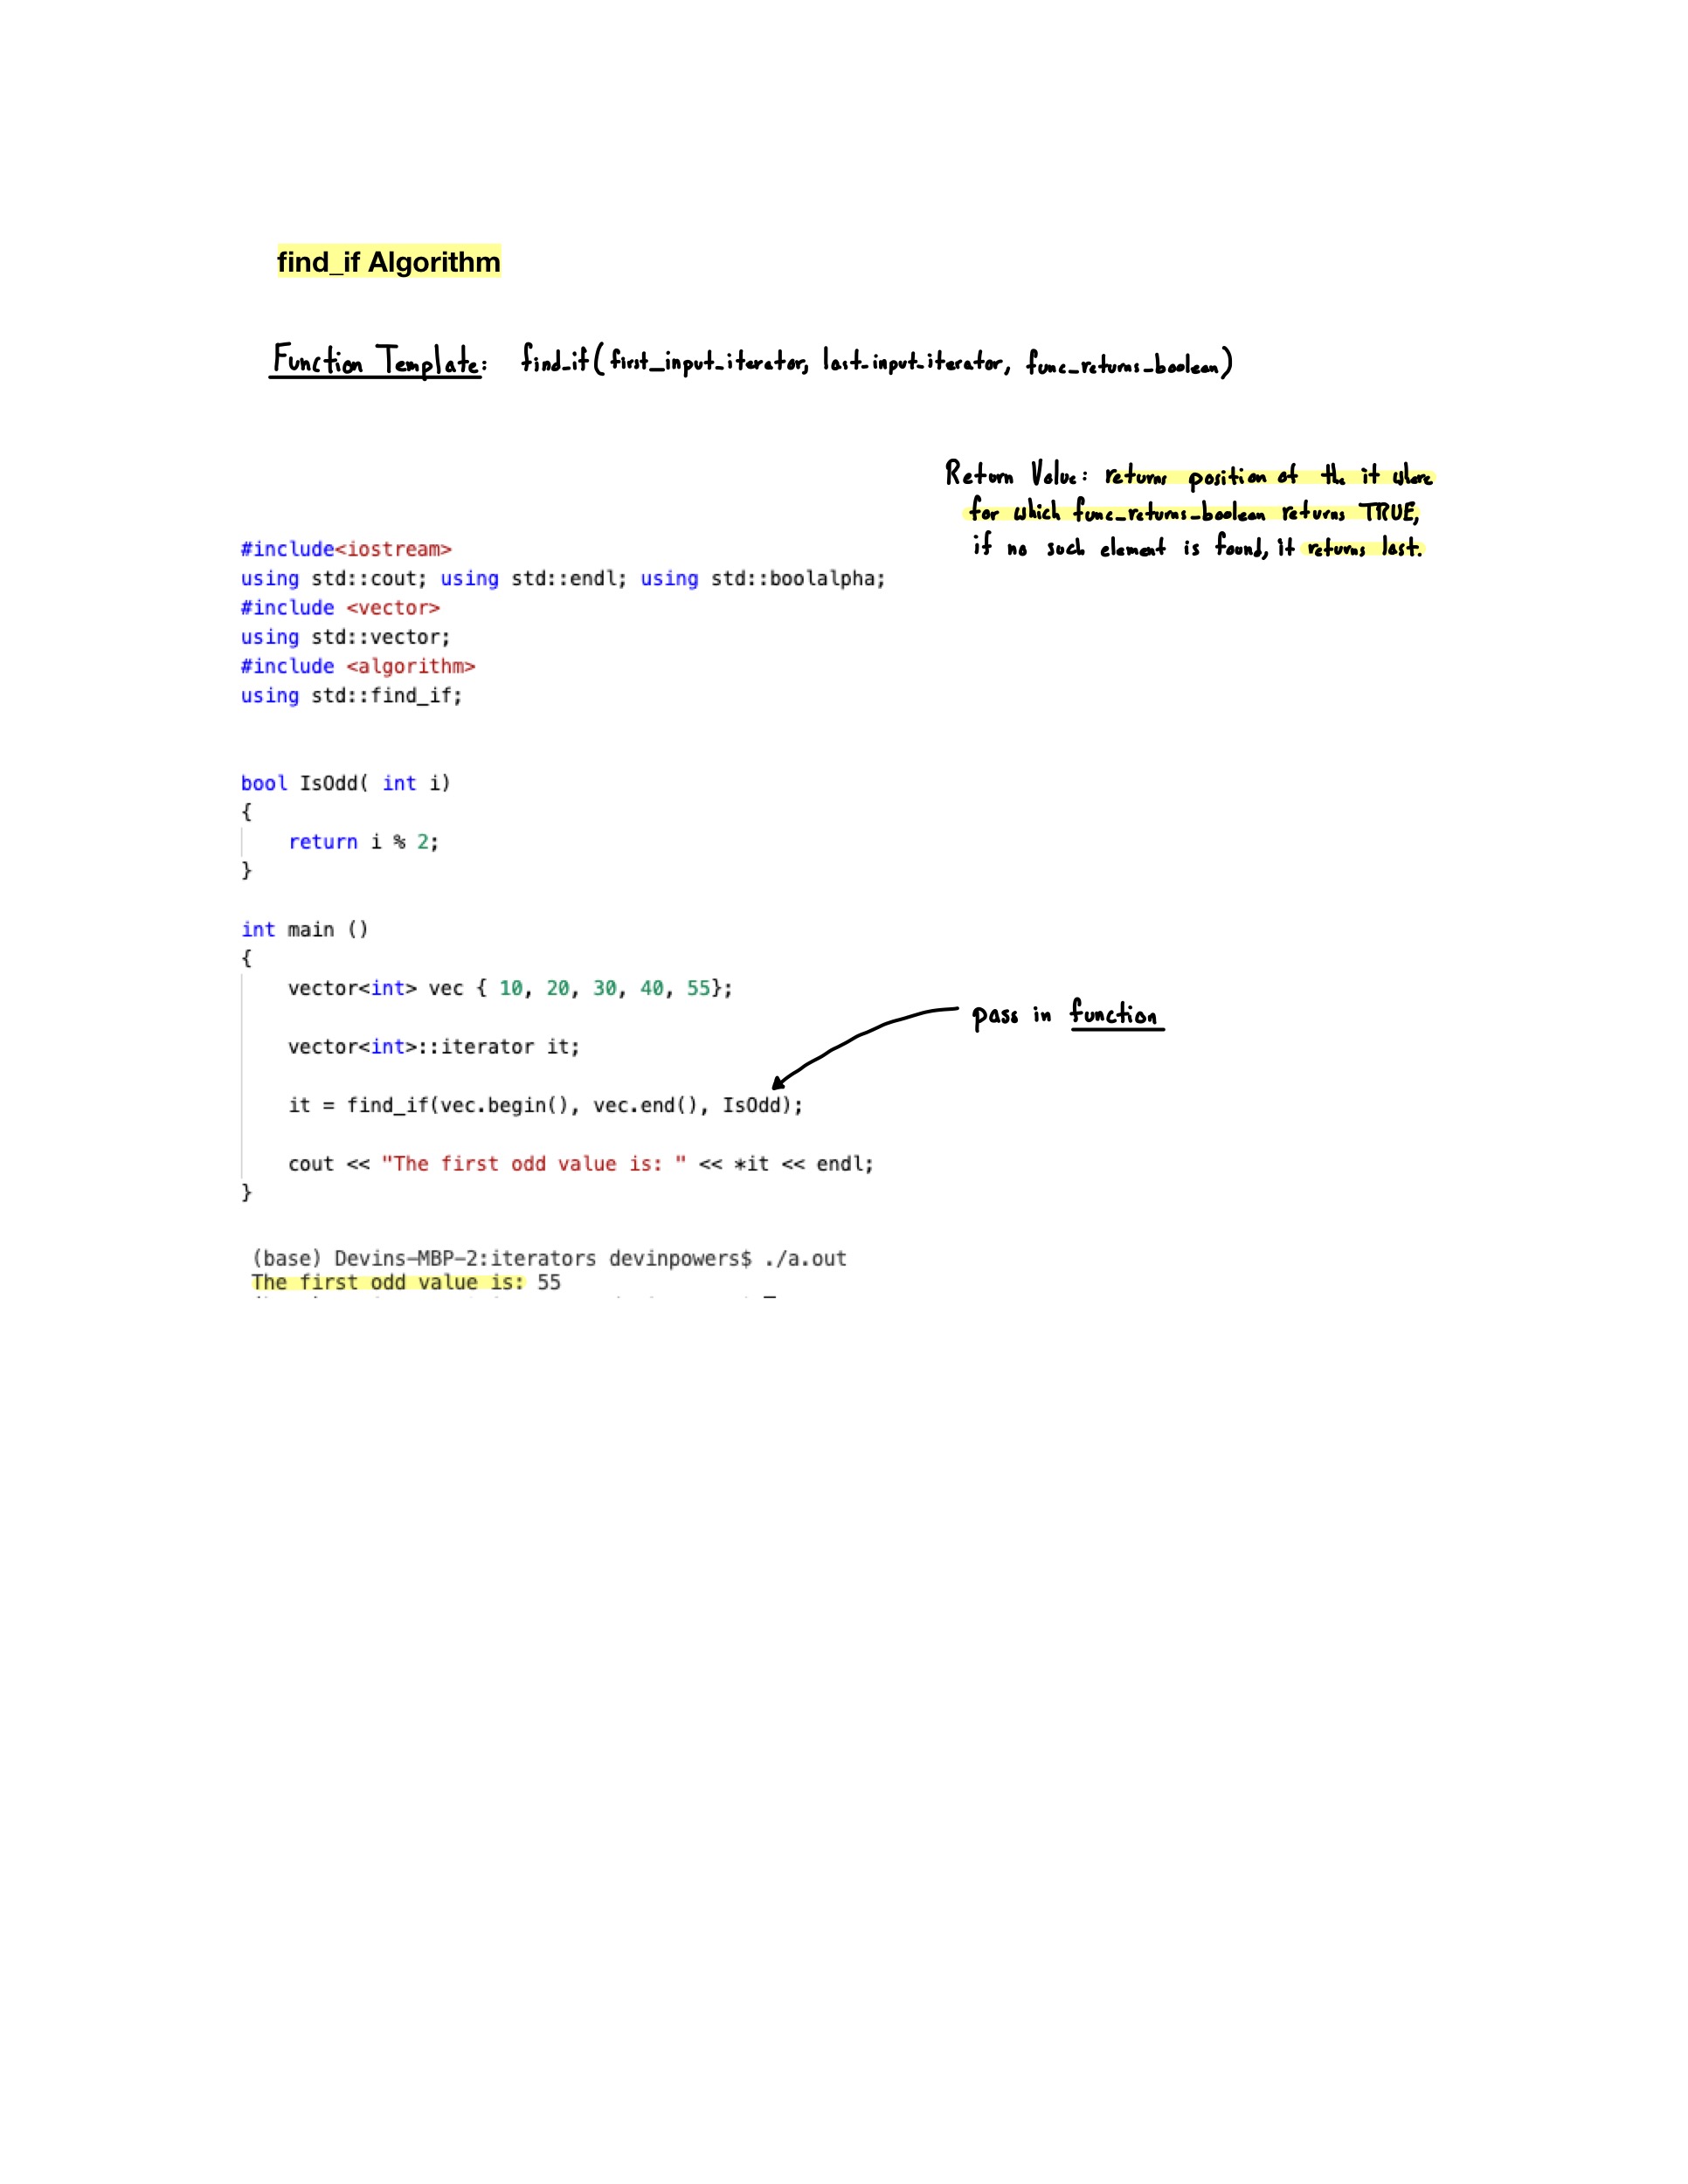 find_if Algorithm
Function Template: find_if(first_input_iterator, last_input_iterator, func_returns_boolean)
Return Value: returns position of the it where
for which func_returns_boolean returns TRUE,
if no such element is found, it returns last.
#include<iostream>
using std::cout; using std::endl; using std::boolalpha;
#include <vector>
using std::vector;
#include <algorithm>
using std::find_if;
bool IsOdd( int i)
{
    return i % 2;
}
int main ()
{
    vector<int> vec { 10, 20, 30, 40, 55};
pass in function
    vector<int>::iterator it;
    it = find_if(vec.begin(), vec.end(), IsOdd);
    cout << "The first odd value is: " << *it << endl;
}
(base) Devins-MBP-2:iterators devinpowers$ ./a.out
The first odd value is: 55